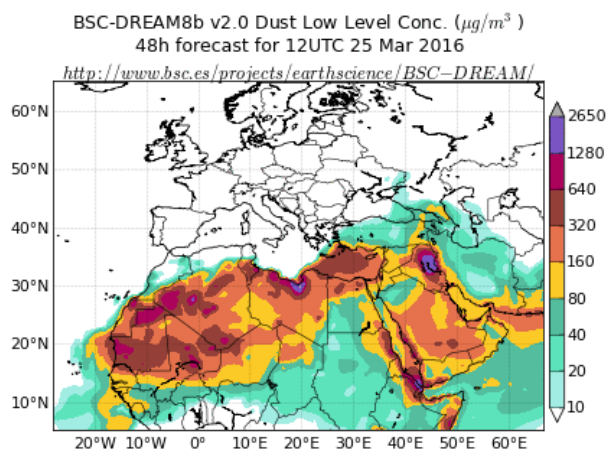 BSC-DREAM8b v2.0 Dust Low Level Conc. (μg/m³ )
48h forecast for 12UTC 25 Mar 2016
http://www.bsc.es/projects/earthscience/BSC−DREAM/
60°N
50°N
40°N
30°N
20°N
10°N
20°W 10°W 0° 10°E 20°E 30°E 40°E 50°E 60°E
2650
1280
640
320
160
80
40
20
10